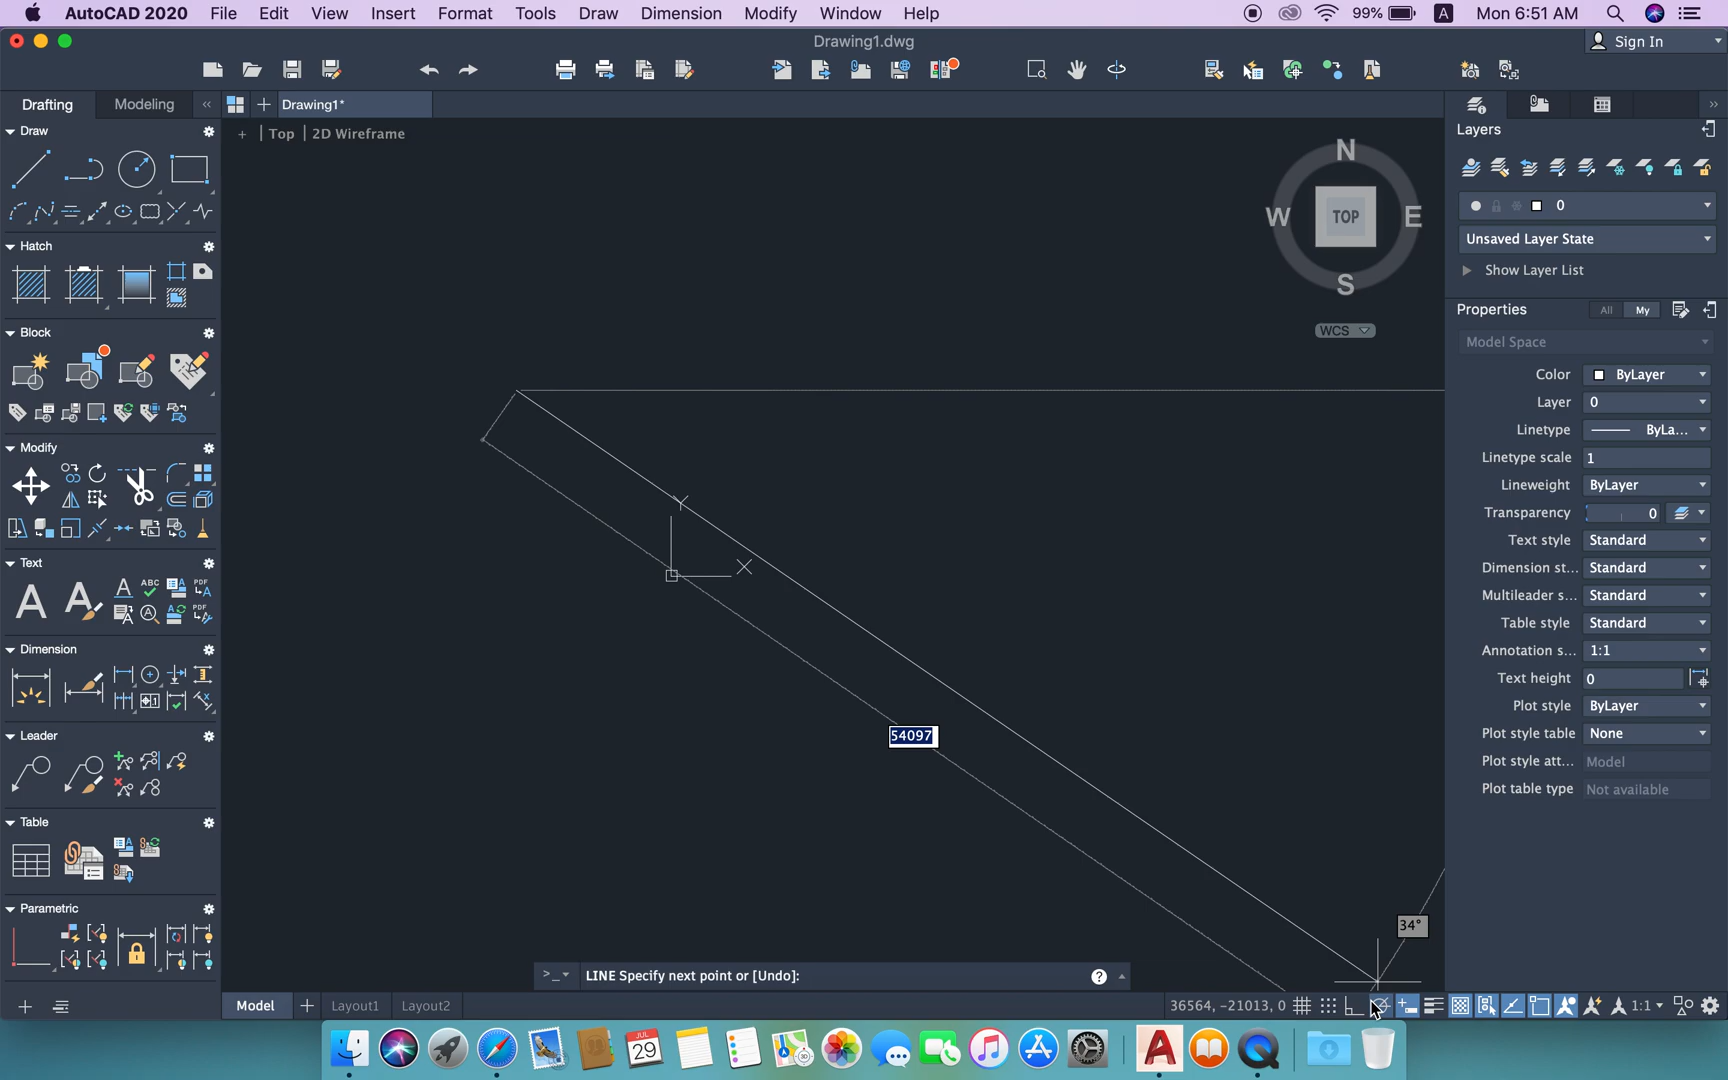 AutoCAD 2020 File Edit View Insert Format Tools Draw Dimension Modify Window Help 99% A Mon 6:51 AM
Drawing1.dwg
Sign In
Drafting Modeling Drawing1*
Draw
+ | Top | 2D Wireframe
Hatch
Block
Modify
Text
A A A ABC PDF
PDF
Dimension
Leader
Table
Parametric
N
W TOP E
S
WCS
Y
X
54097
34°
>_ LINE Specify next point or [Undo]: ?
Model Layout1 Layout2
36564, -21013, 0 1:1
Layers
0
Unsaved Layer State
Show Layer List
Properties All My
Model Space
Color ByLayer
Layer 0
Linetype ByLa...
Linetype scale 1
Lineweight ByLayer
Transparency 0
Text style Standard
Dimension st... Standard
Multileader s... Standard
Table style Standard
Annotation s... 1:1
Text height 0
Plot style ByLayer
Plot style table None
Plot style att... Model
Plot table type Not available
JUL
29